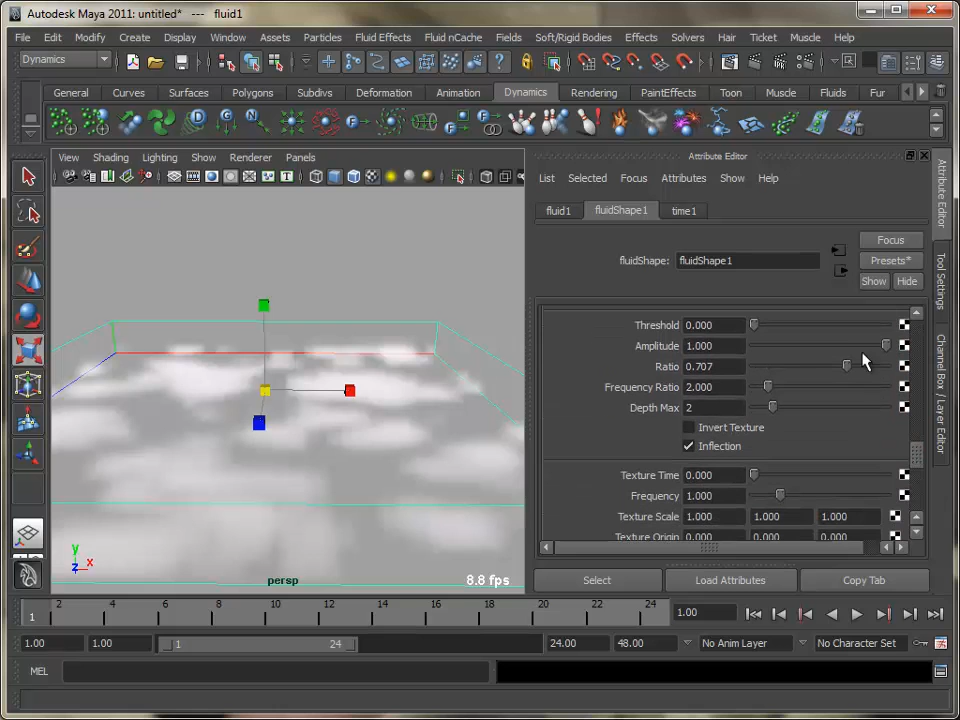 Autodesk Maya 2011: untitled*   ---   fluid1
File Edit Modify Create Display Window Assets Particles Fluid Effects Fluid nCache Fields Soft/Rigid Bodies Effects Solvers Hair Ticket Muscle Help
Dynamics
General Curves Surfaces Polygons Subdivs Deformation Animation Dynamics Rendering PaintEffects Toon Muscle Fluids Fur
View Shading Lighting Show Renderer Panels
Attribute Editor
List Selected Focus Attributes Show Help
fluid1 fluidShape1 time1
Focus
fluidShape: fluidShape1
Presets*
Show Hide
Threshold 0.000
Amplitude 1.000
Ratio 0.707
Frequency Ratio 2.000
Depth Max 2
Invert Texture
Inflection
Texture Time 0.000
Frequency 1.000
Texture Scale 1.000 1.000 1.000
Texture Origin 0.000 0.000 0.000
Select Load Attributes Copy Tab
Attribute Editor
Tool Settings
Channel Box / Layer Editor
y
z x
persp
8.8 fps
1 2 4 6 8 10 12 14 16 18 20 22 24
1.00
1.00 1.00 1 24 24.00 48.00 No Anim Layer No Character Set
MEL